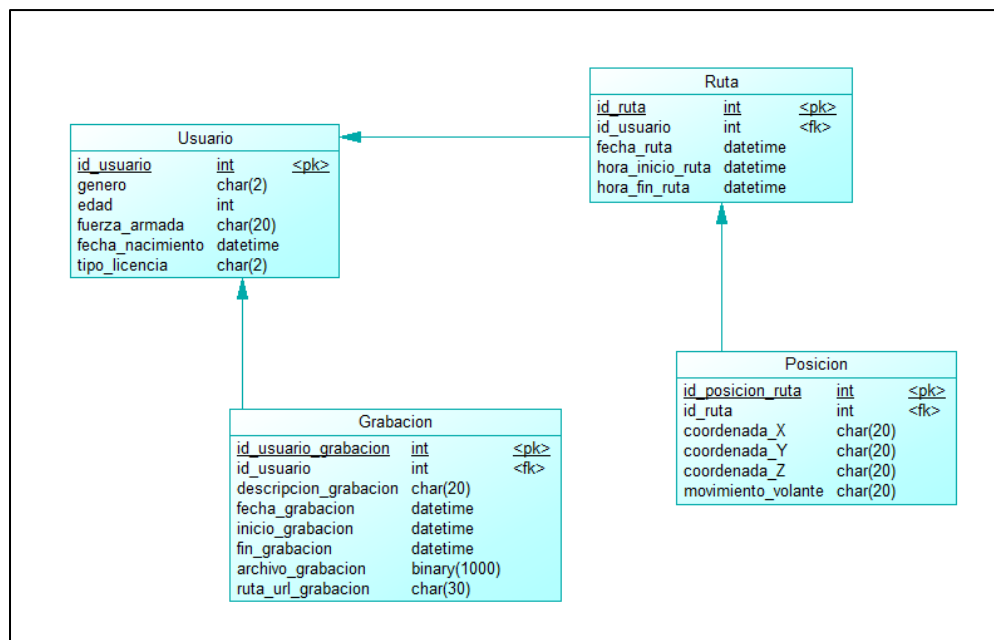 Usuario
id_usuario int <pk>
genero char(2)
edad int
fuerza_armada char(20)
fecha_nacimiento datetime
tipo_licencia char(2)
Ruta
id_ruta int <pk>
id_usuario int <fk>
fecha_ruta datetime
hora_inicio_ruta datetime
hora_fin_ruta datetime
Grabacion
id_usuario_grabacion int <pk>
id_usuario int <fk>
descripcion_grabacion char(20)
fecha_grabacion datetime
inicio_grabacion datetime
fin_grabacion datetime
archivo_grabacion binary(1000)
ruta_url_grabacion char(30)
Posicion
id_posicion_ruta int <pk>
id_ruta int <fk>
coordenada_X char(20)
coordenada_Y char(20)
coordenada_Z char(20)
movimiento_volante char(20)